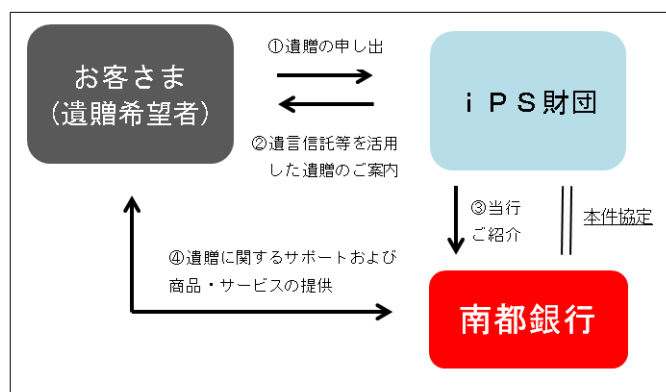 お客さま
（遺贈希望者）
①遺贈の申し出
②遺言信託等を活用
した遺贈のご案内
ｉＰＳ財団
③当行
ご紹介
本件協定
④遺贈に関するサポートおよび
商品・サービスの提供
南都銀行